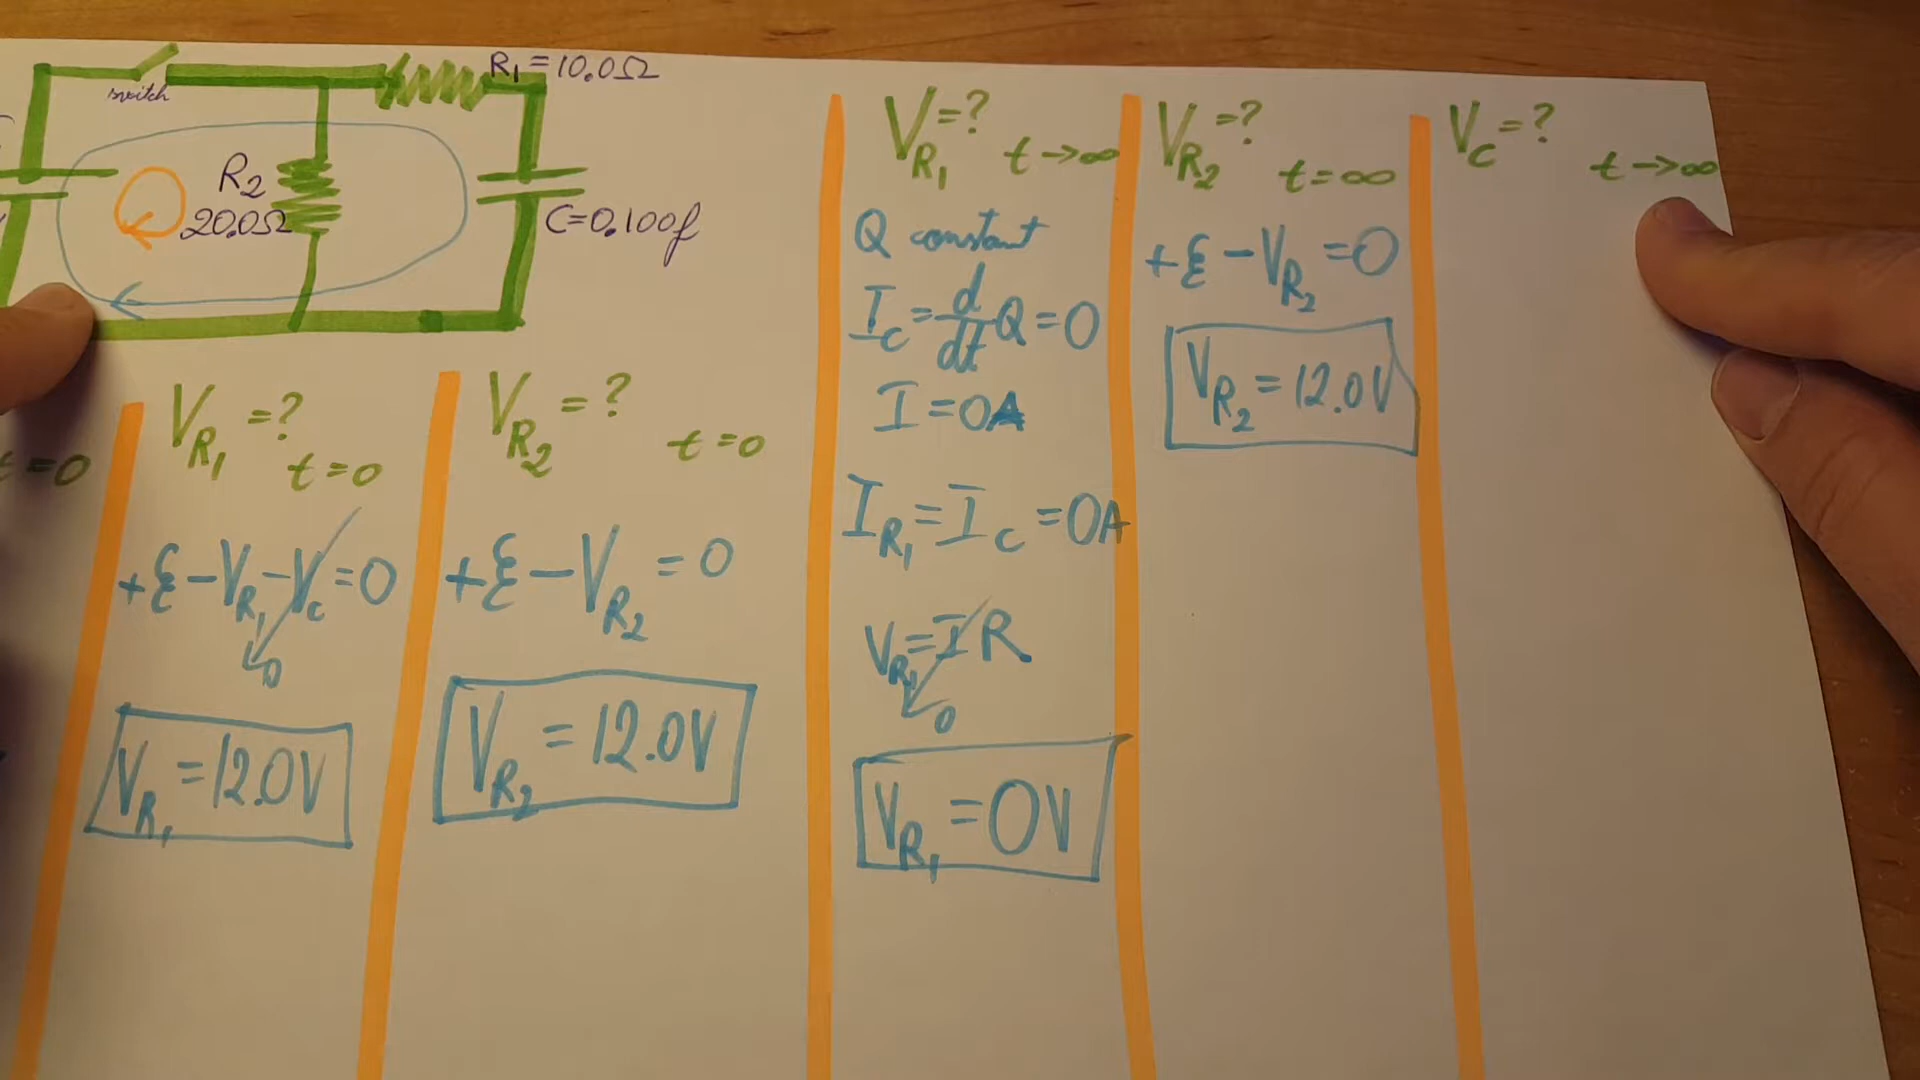 R₁=10.0Ω
switch
R₂
20.0Ω
C=0.100f
t=0
V_R₁=?
t=0
+ℰ-V_R₁-V_c=0
0
V_R₁=12.0V
V_R₂=?
t=0
+ℰ-V_R₂=0
V_R₂=12.0V
V_R₁=?
t→∞
Q constant
I_C=d/dt Q=0
I=0A
I_R₁=I_C=0A
V_R₁=IR
0
V_R₁=0V
V_R₂=?
t=∞
+ℰ-V_R₂=0
V_R₂=12.0V
V_C=?
t→∞